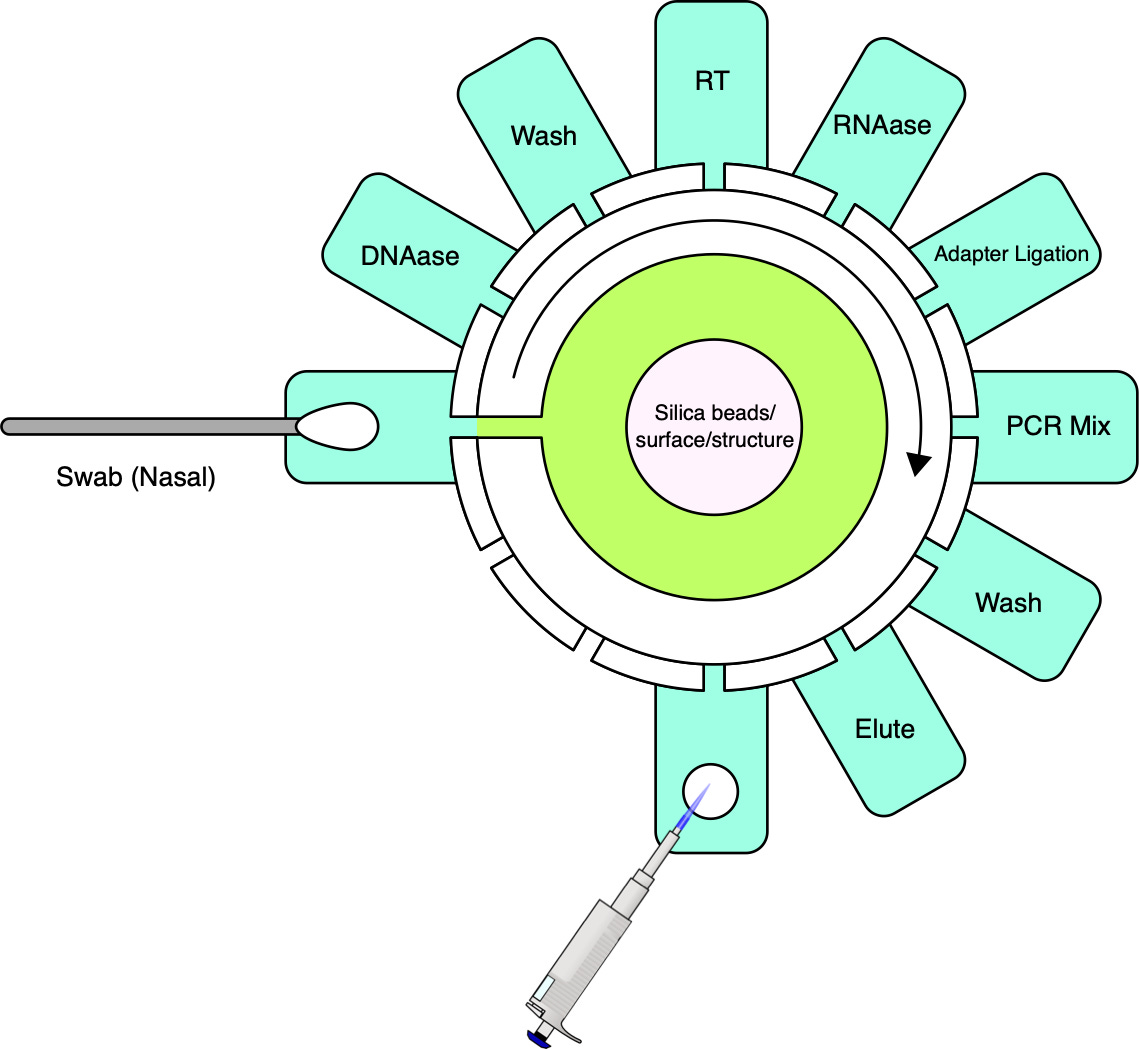 RT
Wash
RNAase
DNAase
Adapter Ligation
Silica beads/
surface/structure
PCR Mix
Swab (Nasal)
Wash
Elute